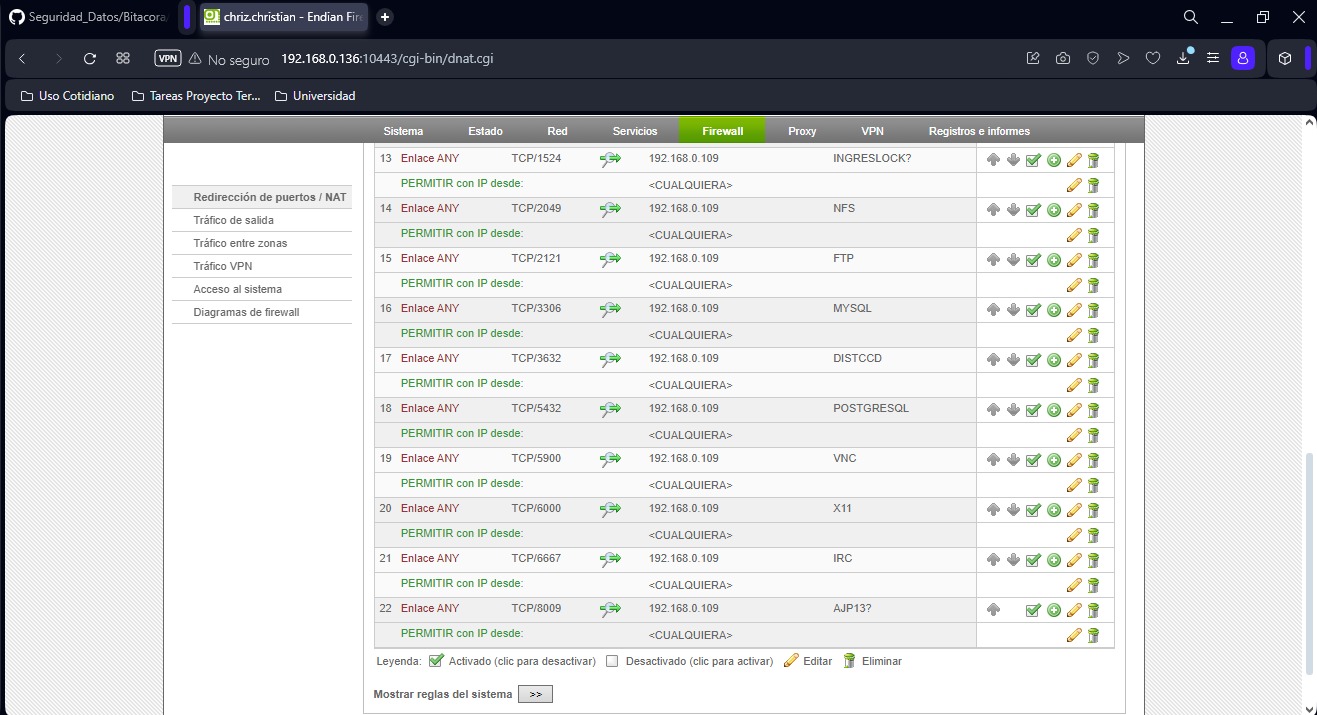 Seguridad_Datos/Bitacora
chriz.christian - Endian Fir
VPN No seguro 192.168.0.136:10443/cgi-bin/dnat.cgi
Uso Cotidiano Tareas Proyecto Ter... Universidad
Sistema Estado Red Servicios Firewall Proxy VPN Registros e informes
Redirección de puertos / NAT
Tráfico de salida
Tráfico entre zonas
Tráfico VPN
Acceso al sistema
Diagramas de firewall
13 Enlace ANY TCP/1524 192.168.0.109 INGRESLOCK?
PERMITIR con IP desde: <CUALQUIERA>
14 Enlace ANY TCP/2049 192.168.0.109 NFS
PERMITIR con IP desde: <CUALQUIERA>
15 Enlace ANY TCP/2121 192.168.0.109 FTP
PERMITIR con IP desde: <CUALQUIERA>
16 Enlace ANY TCP/3306 192.168.0.109 MYSQL
PERMITIR con IP desde: <CUALQUIERA>
17 Enlace ANY TCP/3632 192.168.0.109 DISTCCD
PERMITIR con IP desde: <CUALQUIERA>
18 Enlace ANY TCP/5432 192.168.0.109 POSTGRESQL
PERMITIR con IP desde: <CUALQUIERA>
19 Enlace ANY TCP/5900 192.168.0.109 VNC
PERMITIR con IP desde: <CUALQUIERA>
20 Enlace ANY TCP/6000 192.168.0.109 X11
PERMITIR con IP desde: <CUALQUIERA>
21 Enlace ANY TCP/6667 192.168.0.109 IRC
PERMITIR con IP desde: <CUALQUIERA>
22 Enlace ANY TCP/8009 192.168.0.109 AJP13?
PERMITIR con IP desde: <CUALQUIERA>
Leyenda: Activado (clic para desactivar) Desactivado (clic para activar) Editar Eliminar
Mostrar reglas del sistema >>